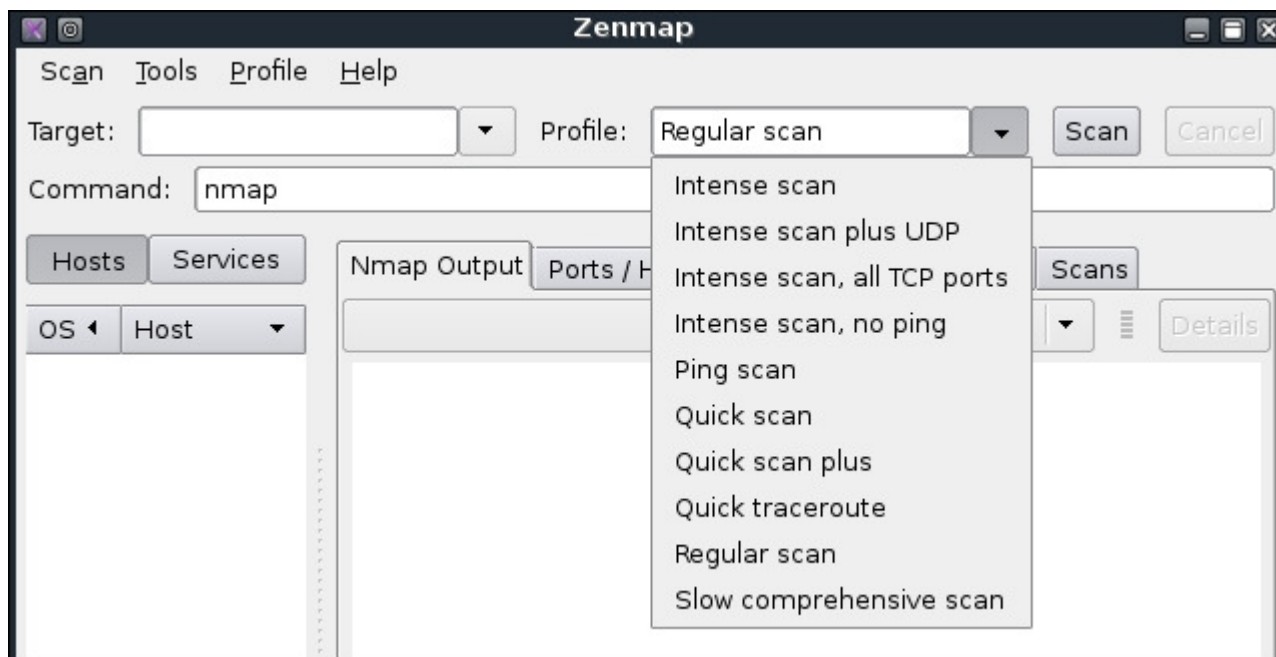 Zenmap
Scan Tools Profile Help
Target: Profile: Regular scan Scan Cancel
Command: nmap
Hosts Services
Nmap Output Ports / H Scans
OS Host
Details
Intense scan
Intense scan plus UDP
Intense scan, all TCP ports
Intense scan, no ping
Ping scan
Quick scan
Quick scan plus
Quick traceroute
Regular scan
Slow comprehensive scan